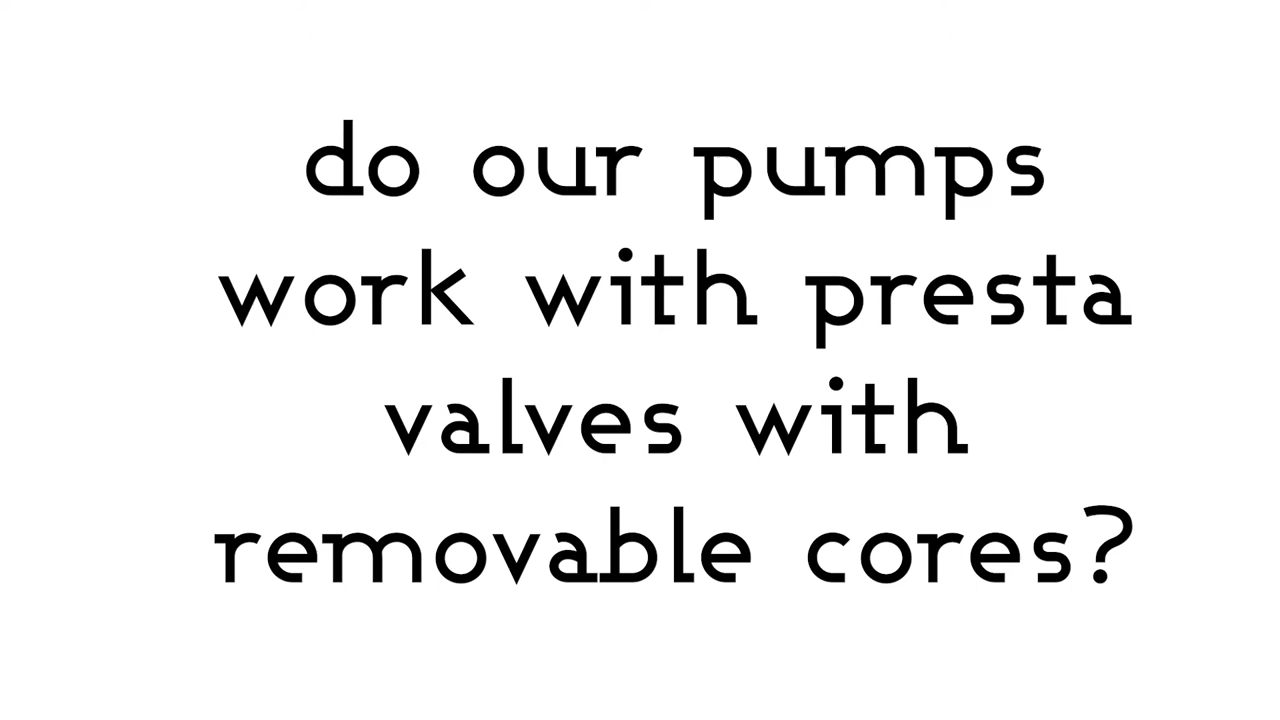 do our pumps
work with presta
valves with
removable cores?